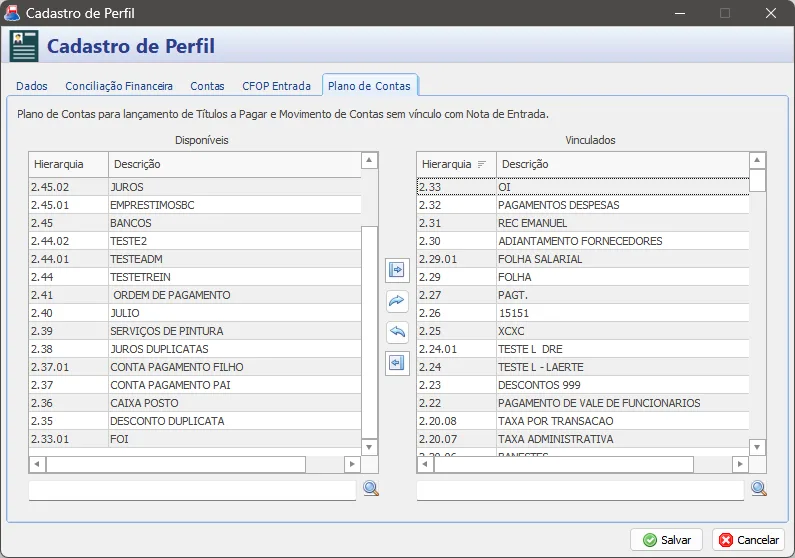 Cadastro de Perfil
Cadastro de Perfil
Dados Conciliação Financeira Contas CFOP Entrada Plano de Contas
Plano de Contas para lançamento de Títulos a Pagar e Movimento de Contas sem vínculo com Nota de Entrada.
Disponíveis
Hierarquia Descrição
2.45.02 JUROS
2.45.01 EMPRESTIMOSBC
2.45 BANCOS
2.44.02 TESTE2
2.44.01 TESTEADM
2.44 TESTETREIN
2.41 ORDEM DE PAGAMENTO
2.40 JULIO
2.39 SERVIÇOS DE PINTURA
2.38 JUROS DUPLICATAS
2.37.01 CONTA PAGAMENTO FILHO
2.37 CONTA PAGAMENTO PAI
2.36 CAIXA POSTO
2.35 DESCONTO DUPLICATA
2.33.01 FOI
Vinculados
Hierarquia Descrição
2.33 OI
2.32 PAGAMENTOS DESPESAS
2.31 REC EMANUEL
2.30 ADIANTAMENTO FORNECEDORES
2.29.01 FOLHA SALARIAL
2.29 FOLHA
2.27 PAGT.
2.26 15151
2.25 XCXC
2.24.01 TESTE L DRE
2.24 TESTE L - LAERTE
2.23 DESCONTOS 999
2.22 PAGAMENTO DE VALE DE FUNCIONARIOS
2.20.08 TAXA POR TRANSACAO
2.20.07 TAXA ADMINISTRATIVA
2.20.06 BANESTES
Salvar Cancelar